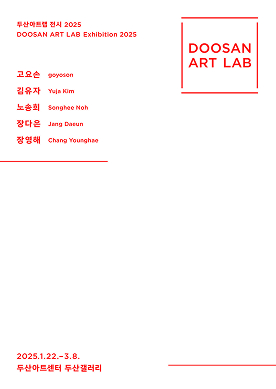 두산아트랩 전시 2025
DOOSAN ART LAB Exhibition 2025
DOOSAN
ART LAB
고요손 goyoson
김유자 Yuja Kim
노송희 Songhee Noh
장다은 Jang Daeun
장영해 Chang Younghae
2025.1.22.–3.8.
두산아트센터 두산갤러리